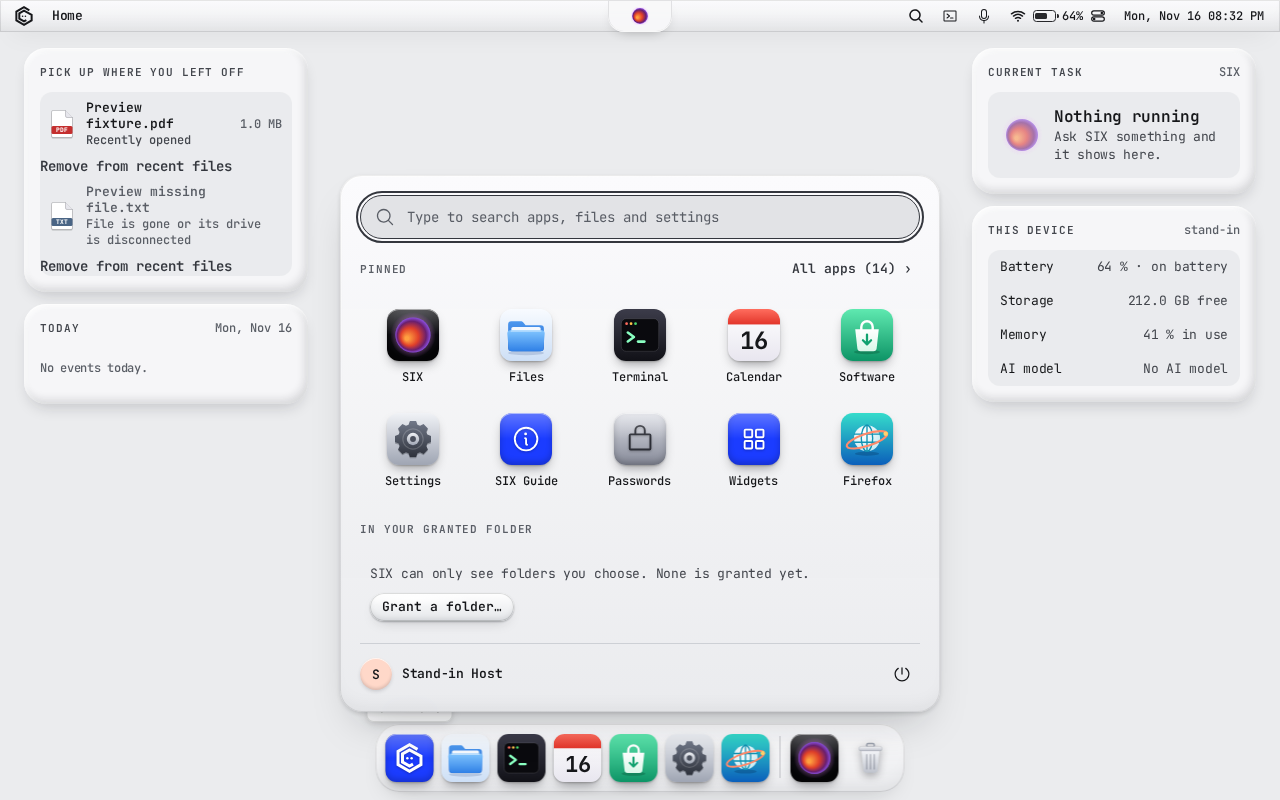 Home
64%
Mon, Nov 16 08:32 PM
PICK UP WHERE YOU LEFT OFF
PDF
Preview
fixture.pdf
1.0 MB
Recently opened
Remove from recent files
TXT
Preview missing
file.txt
File is gone or its drive
is disconnected
Remove from recent files
TODAY
Mon, Nov 16
No events today.
Type to search apps, files and settings
PINNED
All apps (14) ›
SIX
Files
Terminal
16
Calendar
Software
Settings
SIX Guide
Passwords
Widgets
Firefox
IN YOUR GRANTED FOLDER
SIX can only see folders you choose. None is granted yet.
Grant a folder…
S
Stand-in Host
CURRENT TASK
SIX
Nothing running
Ask SIX something and
it shows here.
THIS DEVICE
stand-in
Battery
64 % · on battery
Storage
212.0 GB free
Memory
41 % in use
AI model
No AI model
16